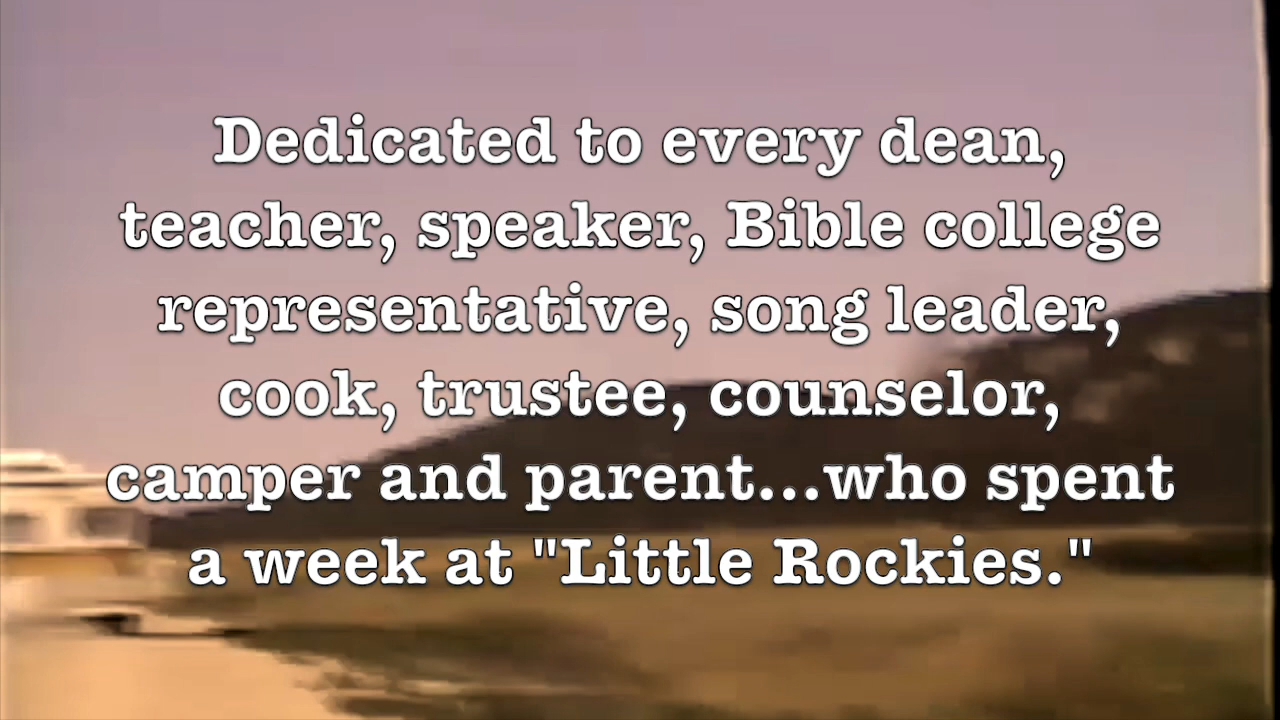 Dedicated to every dean,
teacher, speaker, Bible college
representative, song leader,
cook, trustee, counselor,
camper and parent...who spent
a week at "Little Rockies."